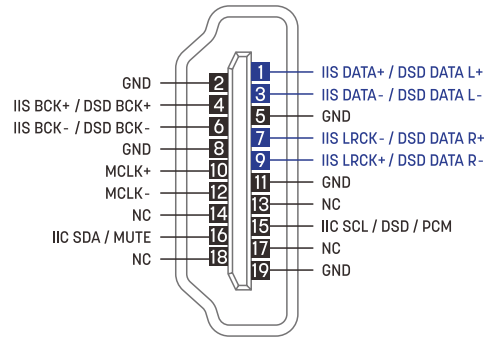 1 IIS DATA+ / DSD DATA L+
GND 2
3 IIS DATA- / DSD DATA L-
IIS BCK+ / DSD BCK+ 4
5 GND
IIS BCK- / DSD BCK- 6
7 IIS LRCK- / DSD DATA R+
GND 8
9 IIS LRCK+ / DSD DATA R-
MCLK+ 10
11 GND
MCLK- 12
13 NC
NC 14
15 IIC SCL / DSD / PCM
IIC SDA / MUTE 16
17 NC
NC 18
19 GND